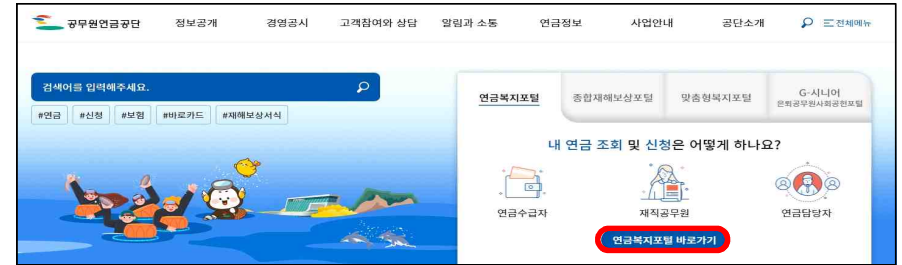 공무원연금공단 정보공개 경영공시 고객참여와 상담 알림과 소통 연금정보 사업안내 공단소개 전체메뉴
검색어를 입력해주세요.
#연금 #신청 #보험 #바로카드 #재해보상서식
연금복지포털 종합재해보상포털 맞춤형복지포털 G-시니어
은퇴공무원사회공헌포털
내 연금 조회 및 신청은 어떻게 하나요?
연금수급자 재직공무원 연금담당자
연금복지포털 바로가기